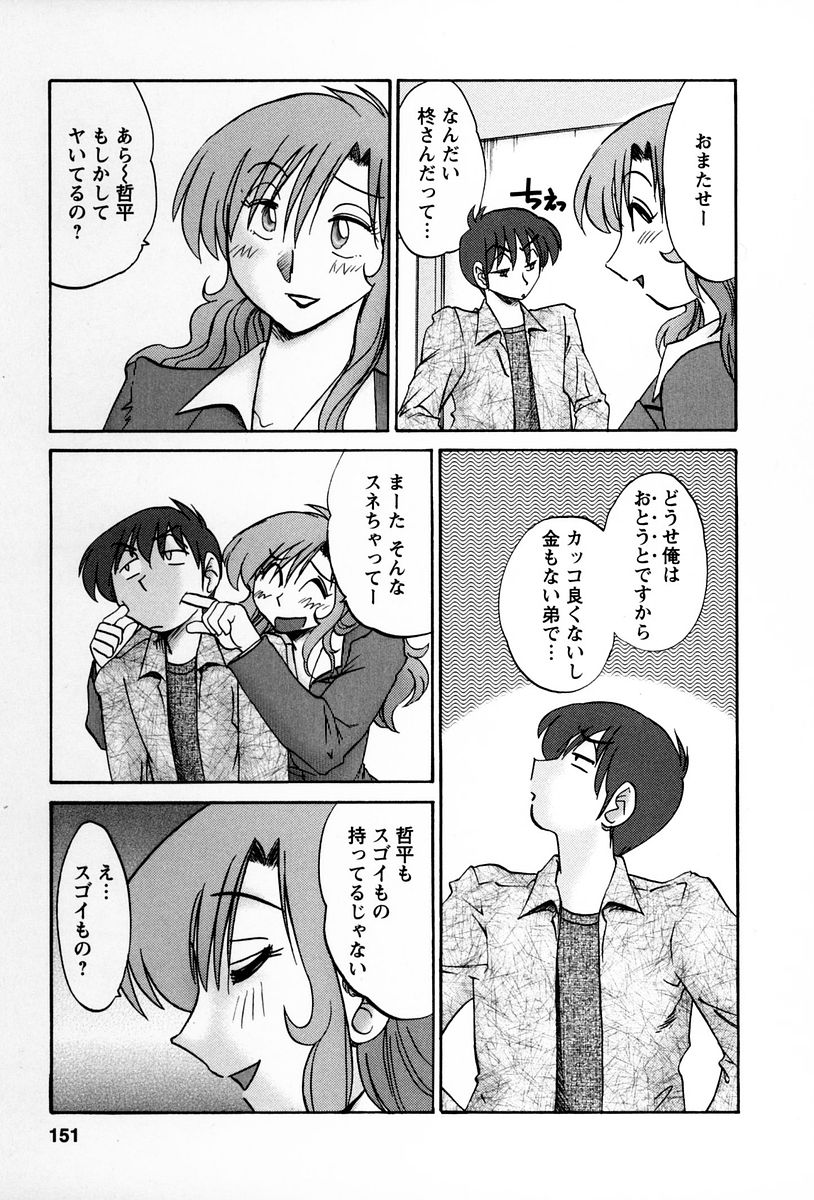 おまたせー
なんだい
柊さんだって…
ちえっ
あら〜哲平
もしかして
ヤいてるの?
どうせ俺は
おとうとですから
カッコ良くないし
金もない弟で…
まーた そんな
スネちゃってー
哲平も
スゴイもの
持ってるじゃない
え…
スゴイもの?
151